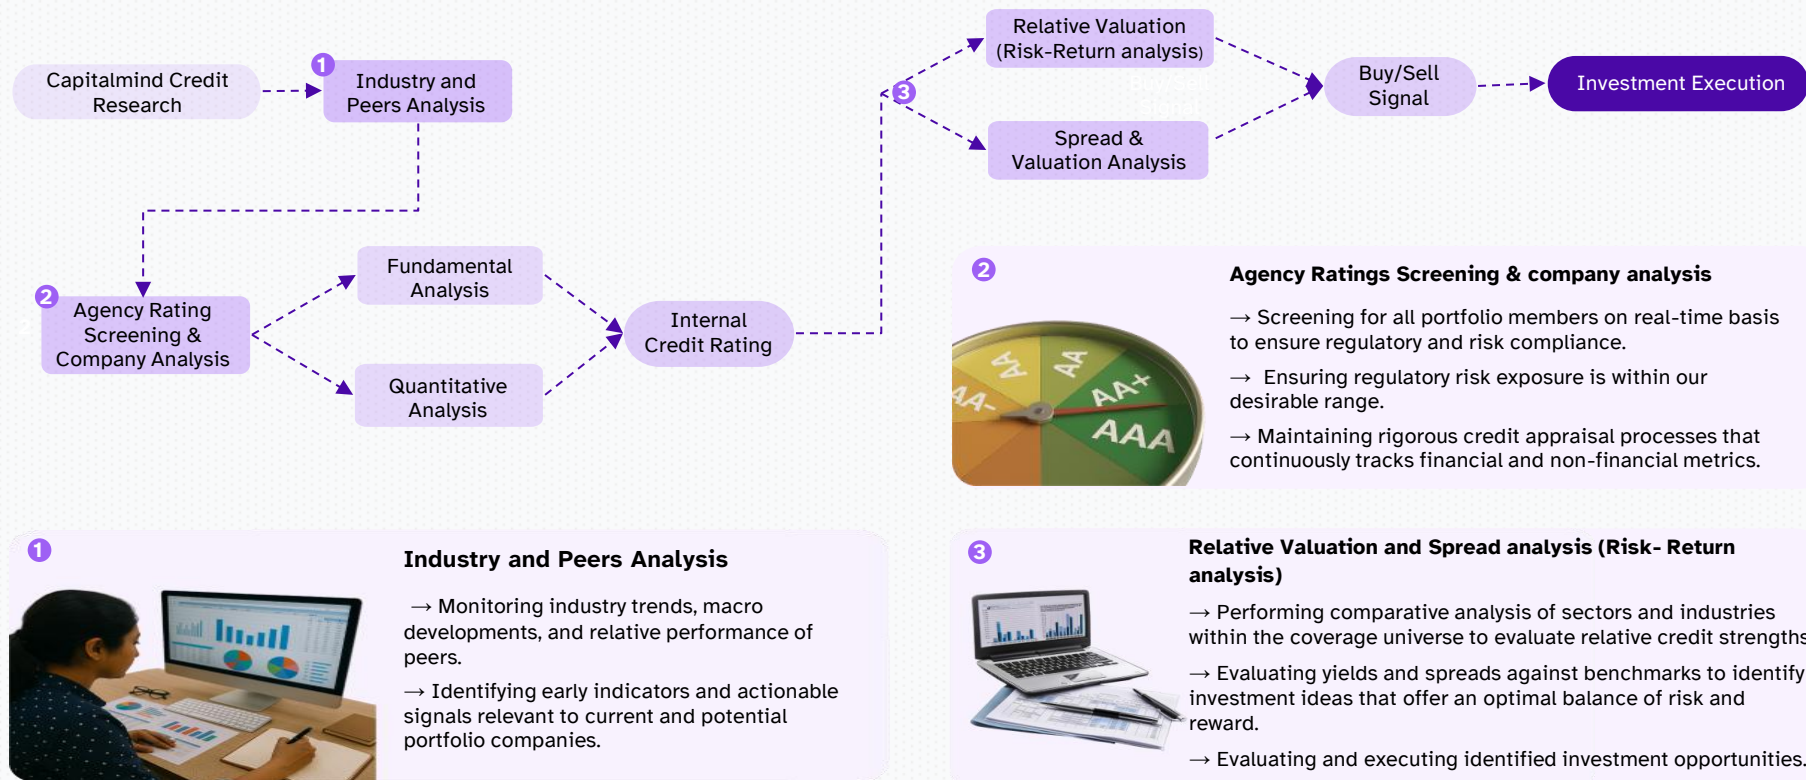 Capitalmind Credit
Research
1
Industry and
Peers Analysis
2
Agency Rating
Screening &
Company Analysis
Fundamental
Analysis
Quantitative
Analysis
Internal
Credit Rating
3
Relative Valuation
(Risk-Return analysis)
Spread &
Valuation Analysis
Buy/Sell
Signal
Investment Execution
2
Agency Ratings Screening & company analysis
→ Screening for all portfolio members on real-time basis
to ensure regulatory and risk compliance.
→ Ensuring regulatory risk exposure is within our
desirable range.
→ Maintaining rigorous credit appraisal processes that
continuously tracks financial and non-financial metrics.
AA-
AA
AA
AA+
AAA
1
Industry and Peers Analysis
→ Monitoring industry trends, macro
developments, and relative performance of
peers.
→ Identifying early indicators and actionable
signals relevant to current and potential
portfolio companies.
3
Relative Valuation and Spread analysis (Risk- Return
analysis)
→ Performing comparative analysis of sectors and industries
within the coverage universe to evaluate relative credit strengths
→ Evaluating yields and spreads against benchmarks to identify
investment ideas that offer an optimal balance of risk and
reward.
→ Evaluating and executing identified investment opportunities.